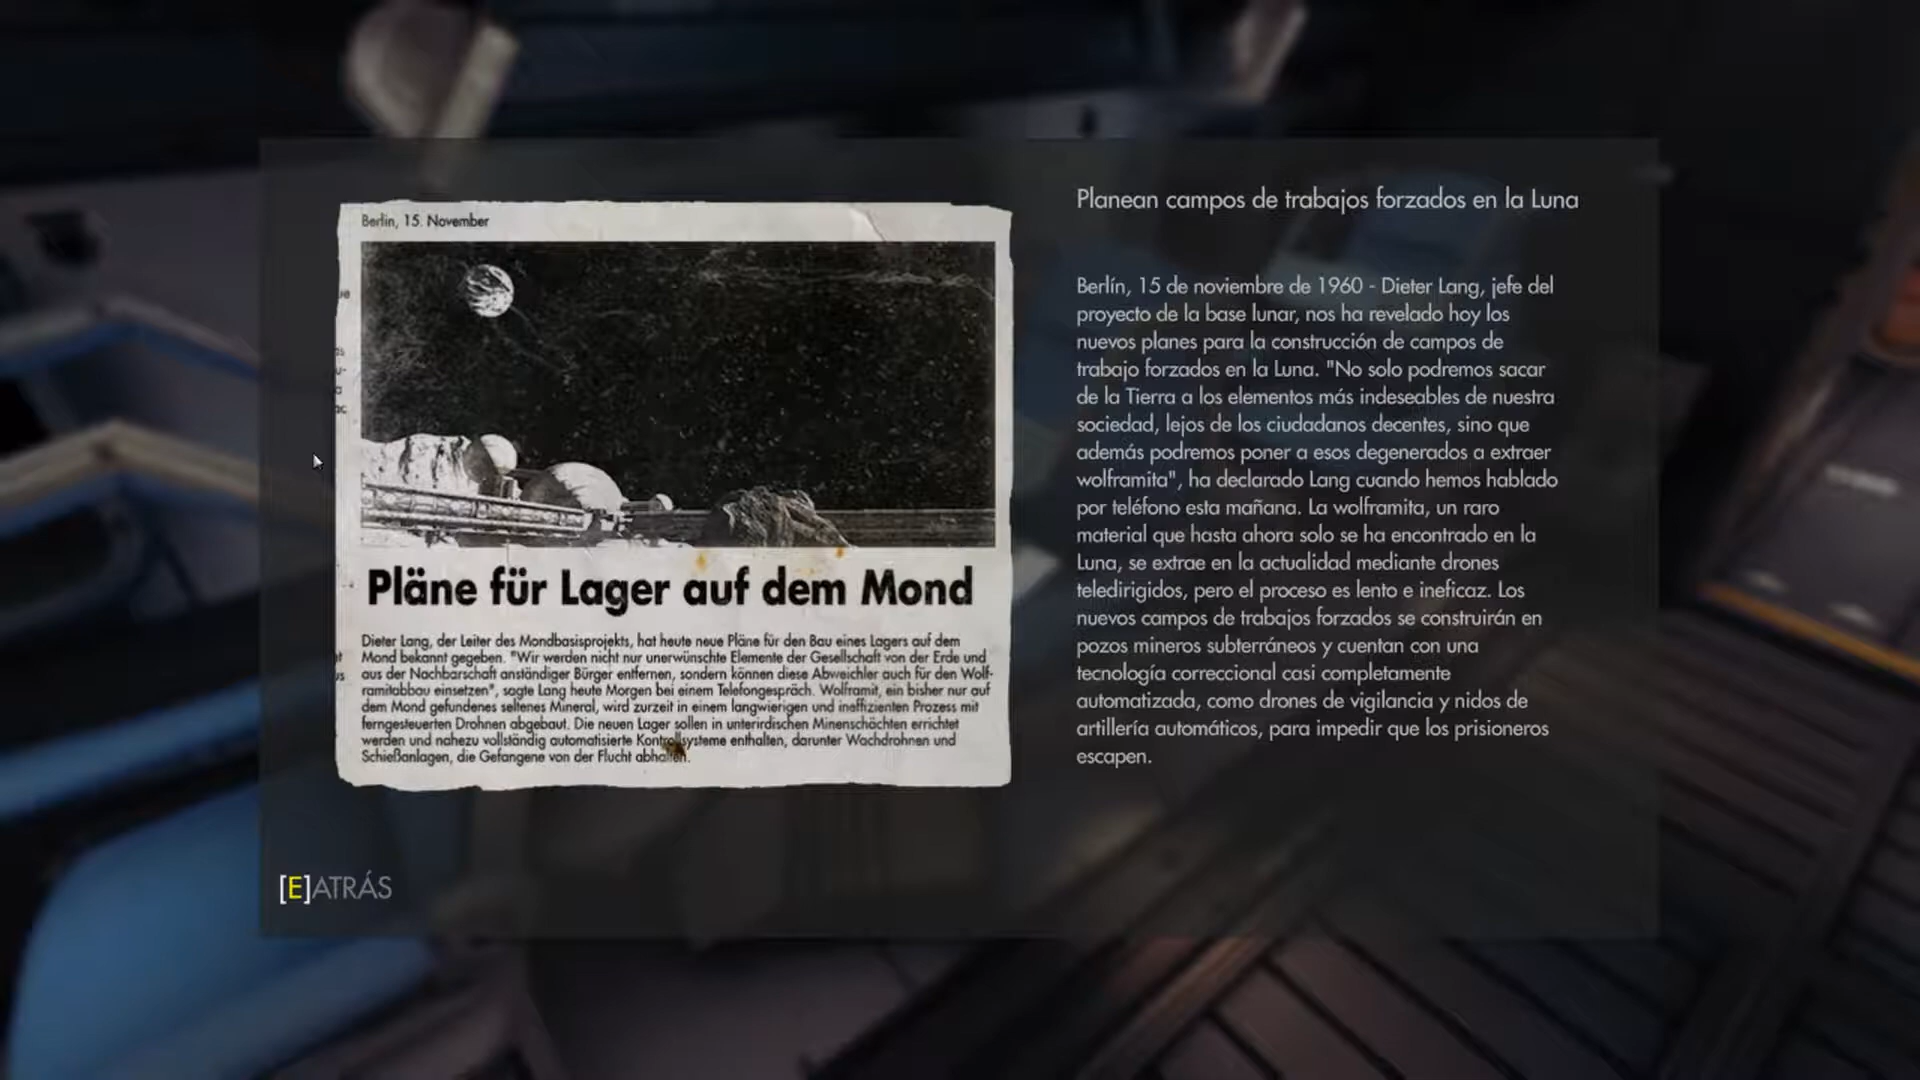 Berlin, 15. November
Pläne für Lager auf dem Mond
Dieter Lang, der Leiter des Mondbasisprojekts, hat heute neue Pläne für den Bau eines Lagers auf dem
Mond bekannt gegeben. "Wir werden nicht nur unerwünschte Elemente der Gesellschaft von der Erde und
aus der Nachbarschaft anständiger Bürger entfernen, sondern können diese Abweichler auch für den Wolf-
ramitabbau einsetzen", sagte Lang heute Morgen bei einem Telefongespräch. Wolframit, ein bisher nur auf
dem Mond gefundenes seltenes Mineral, wird zurzeit in einem langwierigen und ineffizienten Prozess mit
ferngesteuerten Drohnen abgebaut. Die neuen Lager sollen in unterirdischen Minenschächten errichtet
werden und nahezu vollständig automatisierte Kontrollsysteme enthalten, darunter Wachdrohnen und
Schießanlagen, die Gefangene von der Flucht abhalten.
Planean campos de trabajos forzados en la Luna
Berlín, 15 de noviembre de 1960 - Dieter Lang, jefe del
proyecto de la base lunar, nos ha revelado hoy los
nuevos planes para la construcción de campos de
trabajo forzados en la Luna. "No solo podremos sacar
de la Tierra a los elementos más indeseables de nuestra
sociedad, lejos de los ciudadanos decentes, sino que
además podremos poner a esos degenerados a extraer
wolframita", ha declarado Lang cuando hemos hablado
por teléfono esta mañana. La wolframita, un raro
material que hasta ahora solo se ha encontrado en la
Luna, se extrae en la actualidad mediante drones
teledirigidos, pero el proceso es lento e ineficaz. Los
nuevos campos de trabajos forzados se construirán en
pozos mineros subterráneos y cuentan con una
tecnología correccional casi completamente
automatizada, como drones de vigilancia y nidos de
artillería automáticos, para impedir que los prisioneros
escapen.
[E]ATRÁS